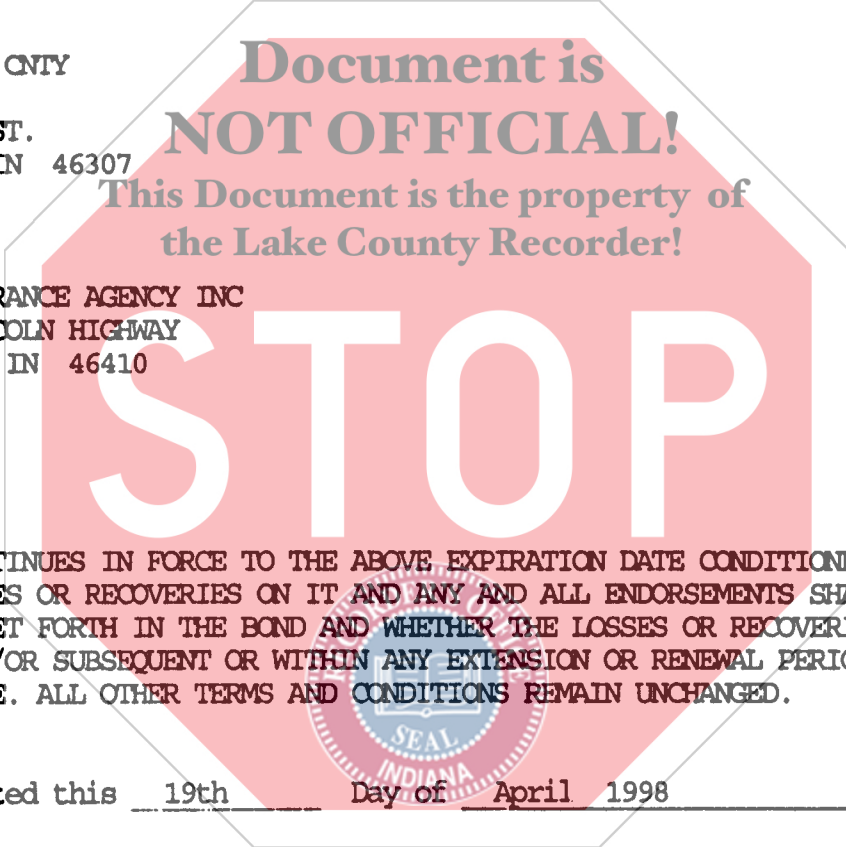 CNTY
Document is
NOT OFFICIAL!
ST.
IN 46307
This Document is the property of
the Lake County Recorder!
RANCE AGENCY INC
COLN HIGHWAY
IN 46410
STOP
TINUES IN FORCE TO THE ABOVE EXPIRATION DATE CONDITION
ES OR RECOVERIES ON IT AND ANY AND ALL ENDORSEMENTS SHA
ET FORTH IN THE BOND AND WHETHER THE LOSSES OR RECOVERI
/OR SUBSEQUENT OR WITHIN ANY EXTENSION OR RENEWAL PERIO
E. ALL OTHER TERMS AND CONDITIONS REMAIN UNCHANGED.
SEAL
INDIANA
ted this 19th Day of April 1998